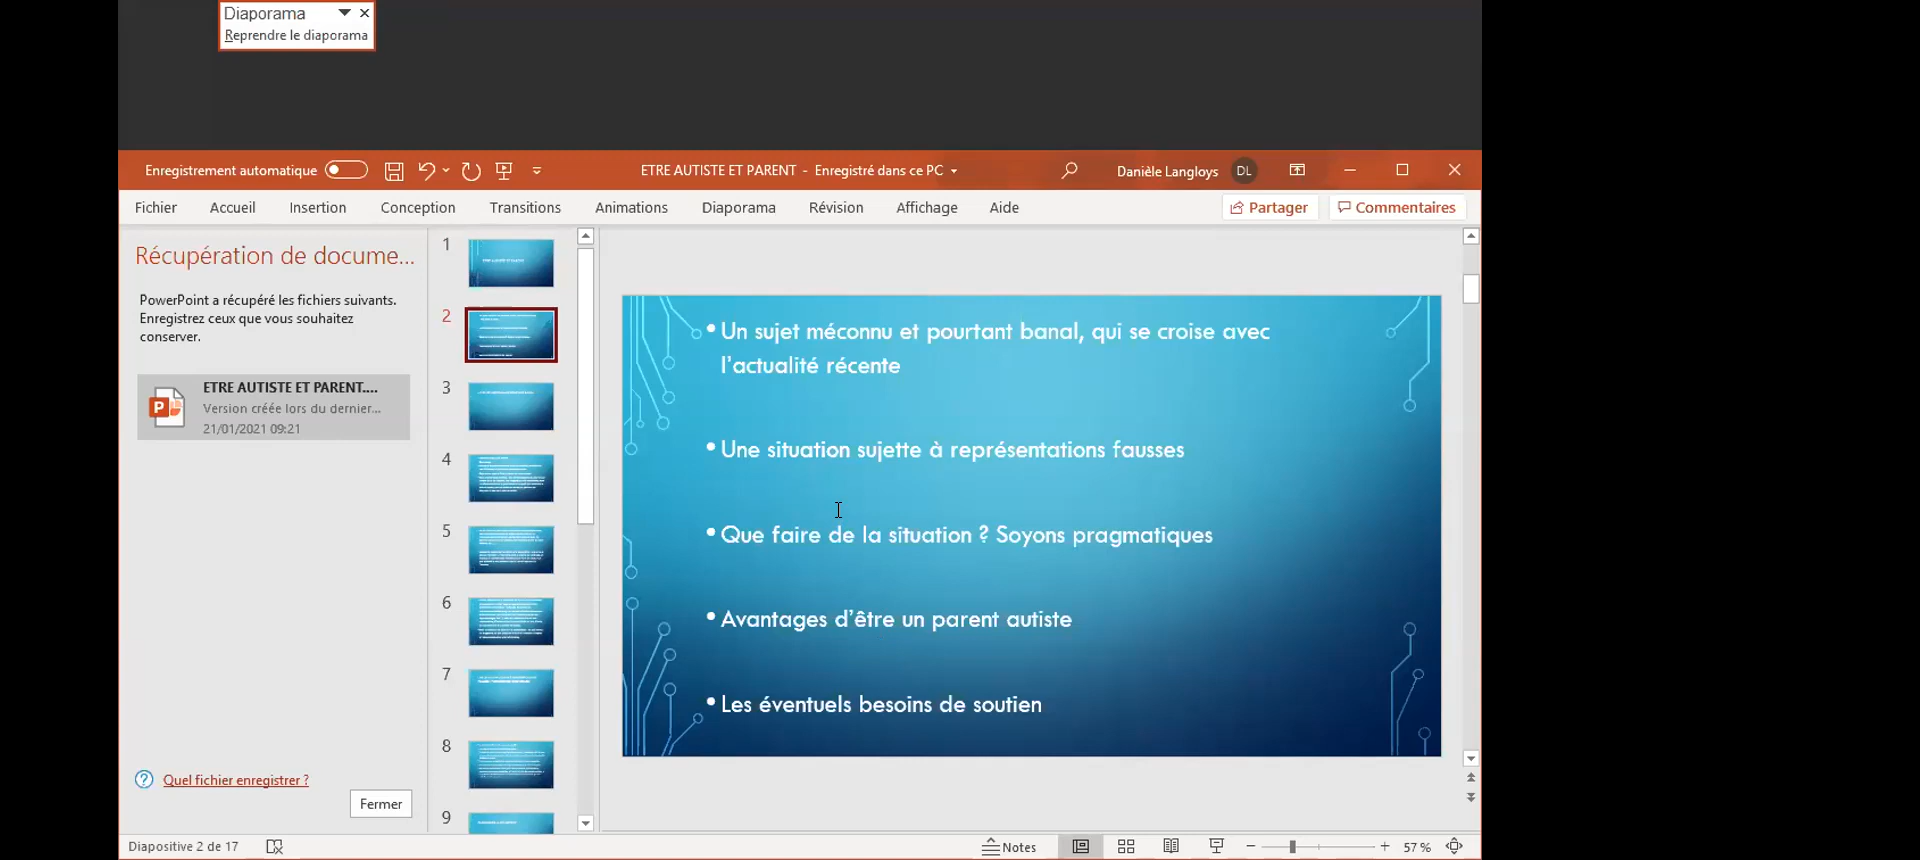 Diaporama
Reprendre le diaporama
Enregistrement automatique
ETRE AUTISTE ET PARENT - Enregistré dans ce PC
Danièle Langloys DL
Fichier Accueil Insertion Conception Transitions Animations Diaporama Révision Affichage Aide Partager Commentaires
Récupération de docume...
PowerPoint a récupéré les fichiers suivants.
Enregistrez ceux que vous souhaitez
conserver.
ETRE AUTISTE ET PARENT....
Version créée lors du dernier...
21/01/2021 09:21
Quel fichier enregistrer ?
Fermer
1
2
3
4
5
6
7
8
9
• Un sujet méconnu et pourtant banal, qui se croise avec
l'actualité récente
• Une situation sujette à représentations fausses
• Que faire de la situation ? Soyons pragmatiques
• Avantages d'être un parent autiste
• Les éventuels besoins de soutien
Diapositive 2 de 17
Notes
57 %